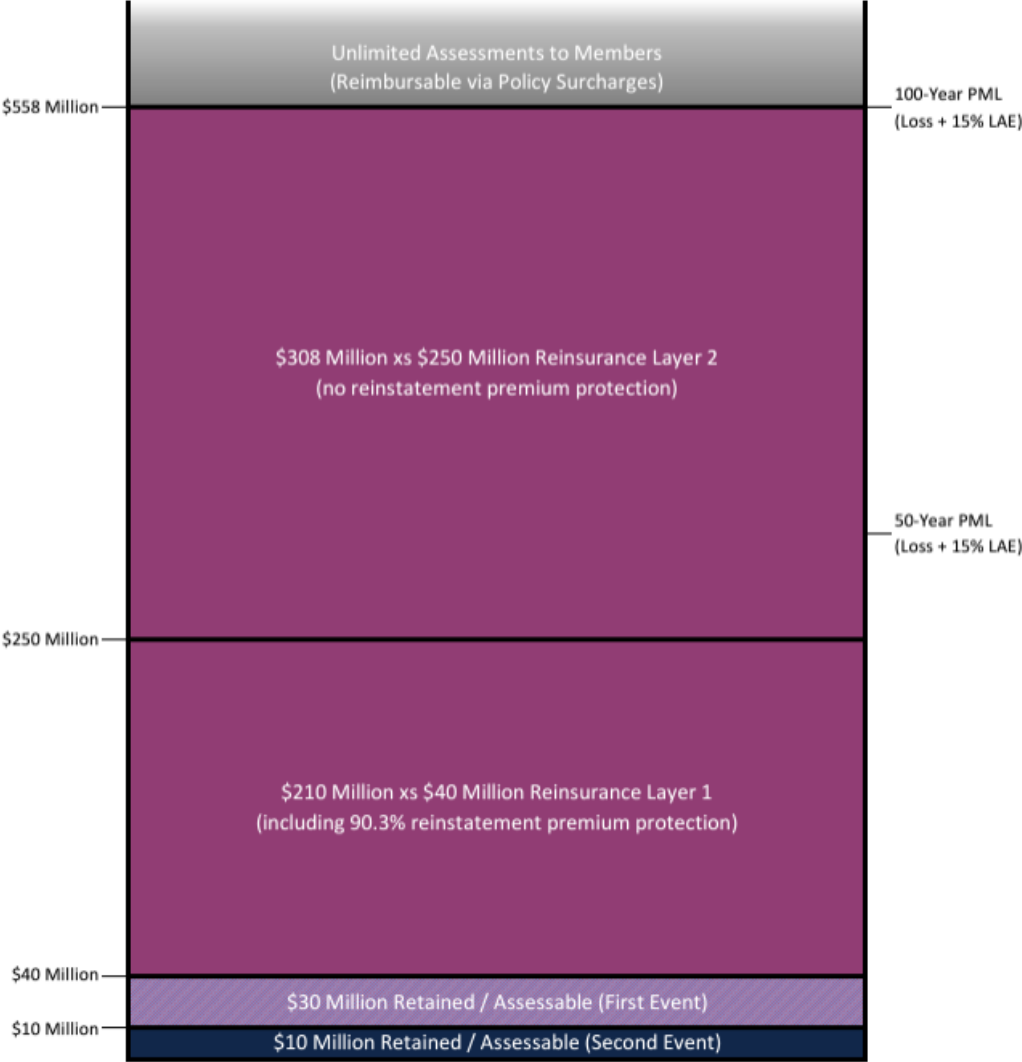 Unlimited Assessments to Members
(Reimbursable via Policy Surcharges)
$558 Million
100-Year PML
(Loss + 15% LAE)
$308 Million xs $250 Million Reinsurance Layer 2
(no reinstatement premium protection)
50-Year PML
(Loss + 15% LAE)
$250 Million
$210 Million xs $40 Million Reinsurance Layer 1
(including 90.3% reinstatement premium protection)
$40 Million
$30 Million Retained / Assessable (First Event)
$10 Million
$10 Million Retained / Assessable (Second Event)